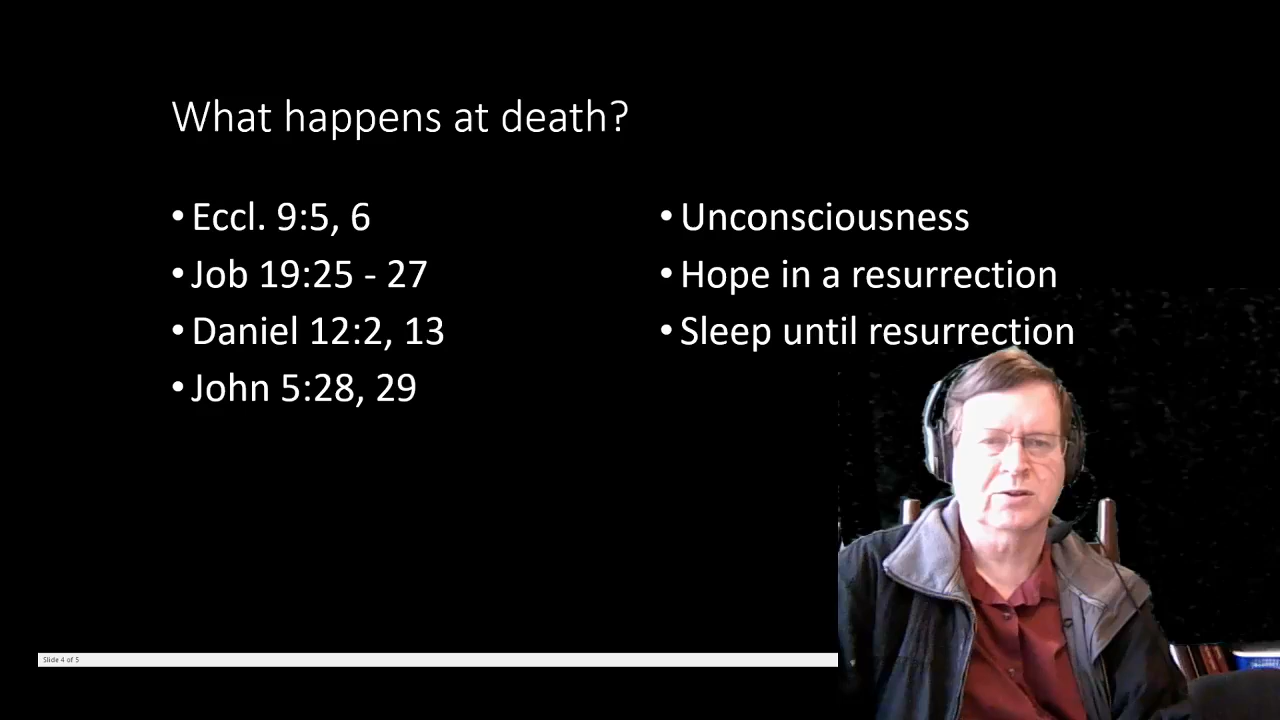 What happens at death?
• Eccl. 9:5, 6
• Job 19:25 - 27
• Daniel 12:2, 13
• John 5:28, 29
• Unconsciousness
• Hope in a resurrection
• Sleep until resurrection
Slide 4 of 5